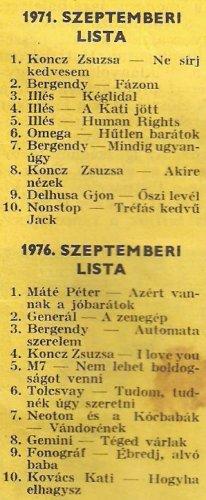 1971. SZEPTEMBERI
LISTA
1. Koncz Zsuzsa — Ne sírj
kedvesem
2. Bergendy — Fázom
3. Illés — Kéglidal
4. Illés — A Kati jött
5. Illés — Human Rights
6. Omega — Hűtlen barátok
7. Bergendy — Mindig ugyan-
úgy
8. Koncz Zsuzsa — Akire
nézek
9. Delhusa Gjon — Őszi levél
10. Nonstop — Tréfás kedvű
Jack
1976. SZEPTEMBERI
LISTA
1. Máté Péter — Azért van-
nak a jóbarátok
2. Generál — A zenegép
3. Bergendy — Automata
szerelem
4. Koncz Zsuzsa — I love you
5. M7 — Nem lehet boldog-
ságot venni
6. Tolcsvay — Tudom, tud-
nék úgy szeretni
7. Neoton és a Kócbabák
— Vándorének
8. Gemini — Téged várlak
9. Fonográf — Ébredj, alvó
baba
10. Kovács Kati — Hogyha
elhagysz